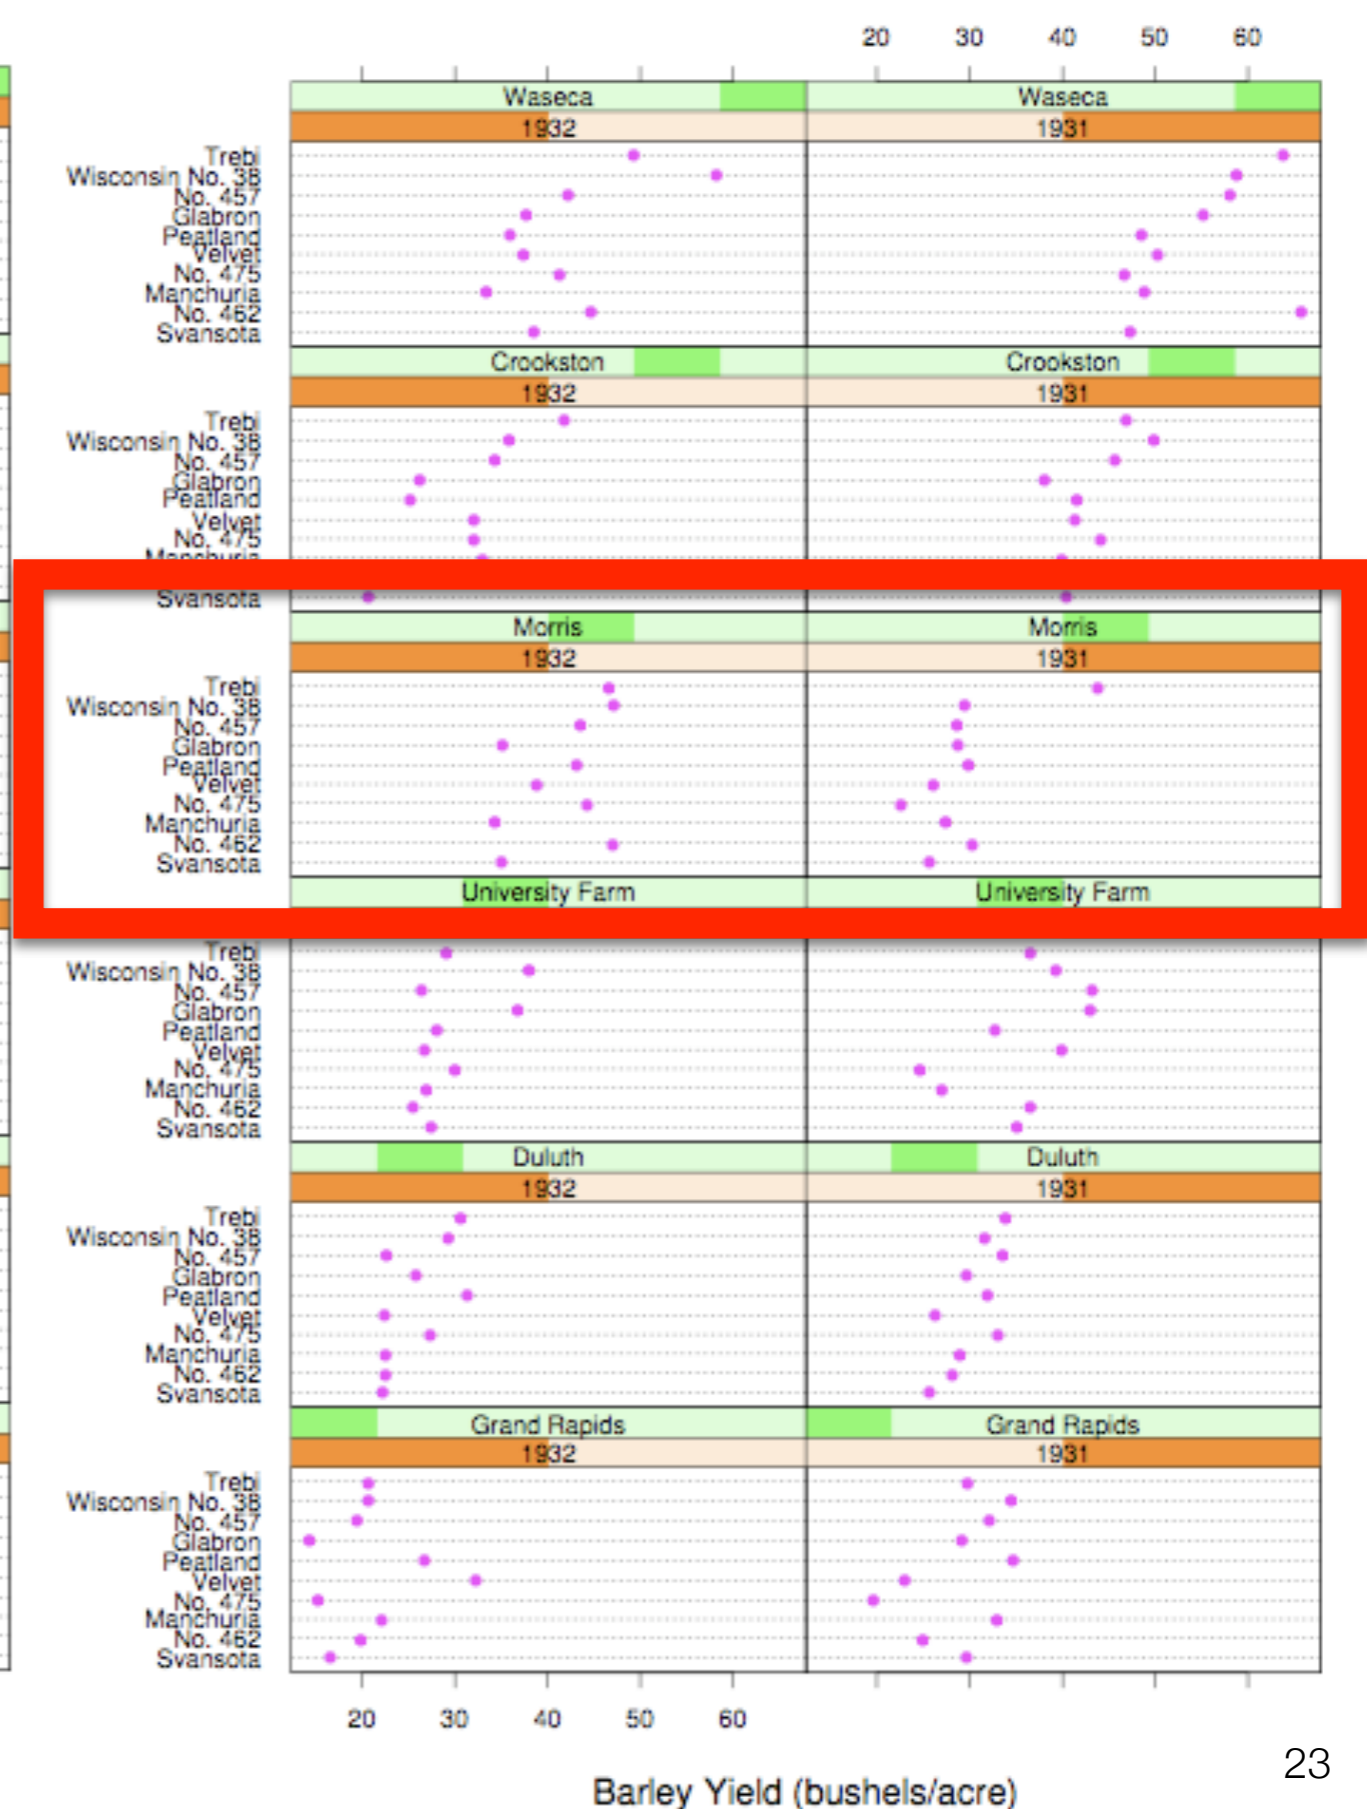 20 30 40 50 60
Waseca Waseca
1932 1931
Trebi
Wisconsin No. 38
No. 457
Glabron
Peatland
Velvet
No. 475
Manchuria
No. 462
Svansota
Crookston Crookston
1932 1931
Trebi
Wisconsin No. 38
No. 457
Glabron
Peatland
Velvet
No. 475
Manchuria
Svansota
Morris Morris
1932 1931
Trebi
Wisconsin No. 38
No. 457
Glabron
Peatland
Velvet
No. 475
Manchuria
No. 462
Svansota
University Farm University Farm
Trebi
Wisconsin No. 38
No. 457
Glabron
Peatland
Velvet
No. 475
Manchuria
No. 462
Svansota
Duluth Duluth
1932 1931
Trebi
Wisconsin No. 38
No. 457
Glabron
Peatland
Velvet
No. 475
Manchuria
No. 462
Svansota
Grand Rapids Grand Rapids
1932 1931
Trebi
Wisconsin No. 38
No. 457
Glabron
Peatland
Velvet
No. 475
Manchuria
No. 462
Svansota
20 30 40 50 60
Barley Yield (bushels/acre)
23